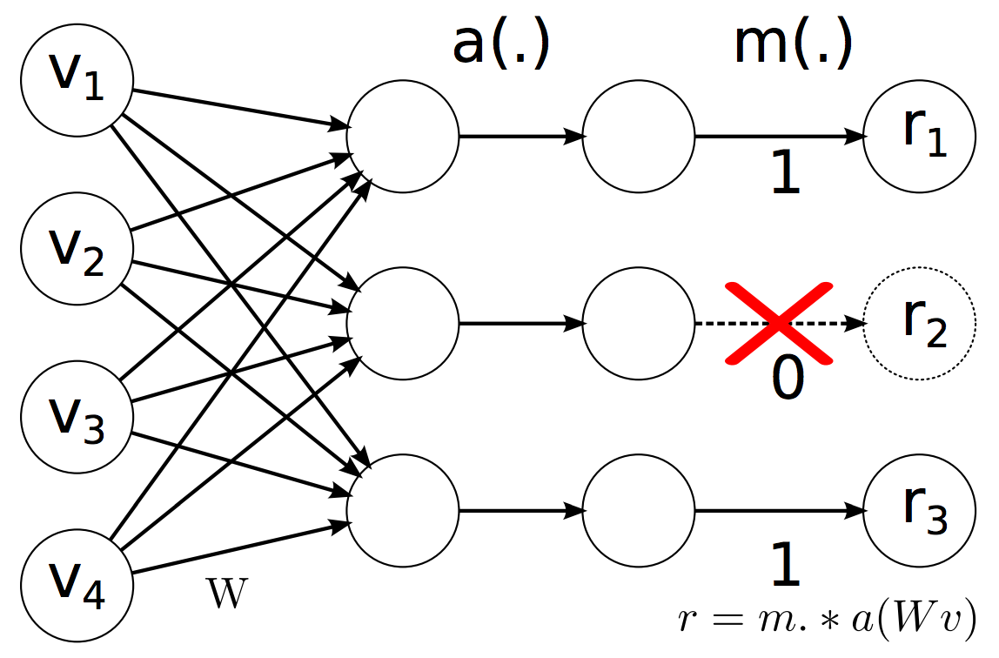 a(.) m(.)
v1
v2
v3
v4
W
1
0
1
r1
r2
r3
r = m. * a(Wv)